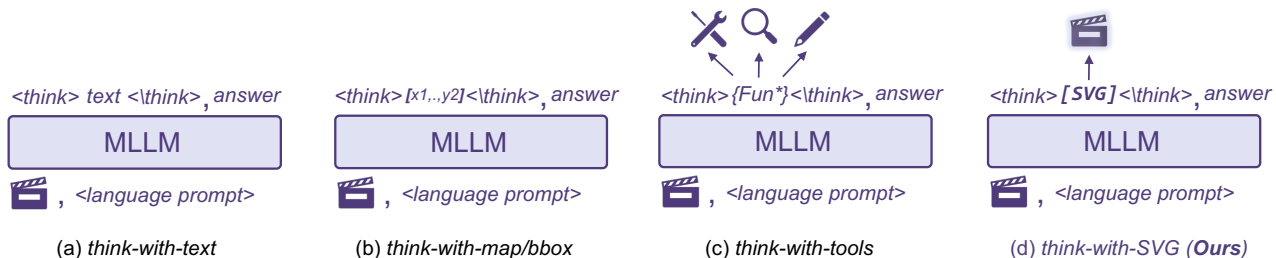 <think> text <\think>, answer
MLLM
, <language prompt>
(a) think-with-text
<think> [x1,.,y2]<\think>, answer
MLLM
, <language prompt>
(b) think-with-map/bbox
<think>{Fun*}<\think>, answer
MLLM
, <language prompt>
(c) think-with-tools
<think> [SVG]<\think>, answer
MLLM
, <language prompt>
(d) think-with-SVG (Ours)